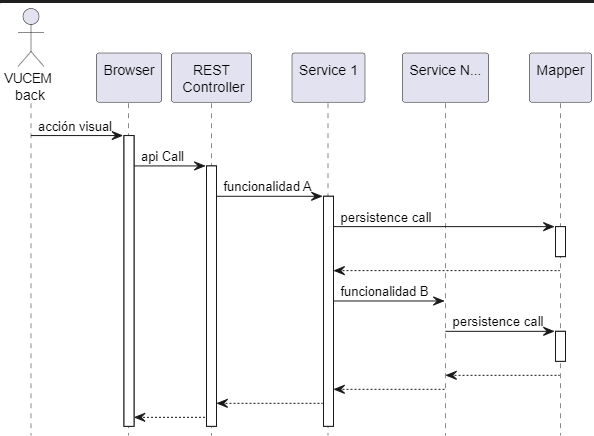 VUCEM
back
Browser
REST
Controller
Service 1
Service N...
Mapper
acción visual
api Call
funcionalidad A
persistence call
funcionalidad B
persistence call